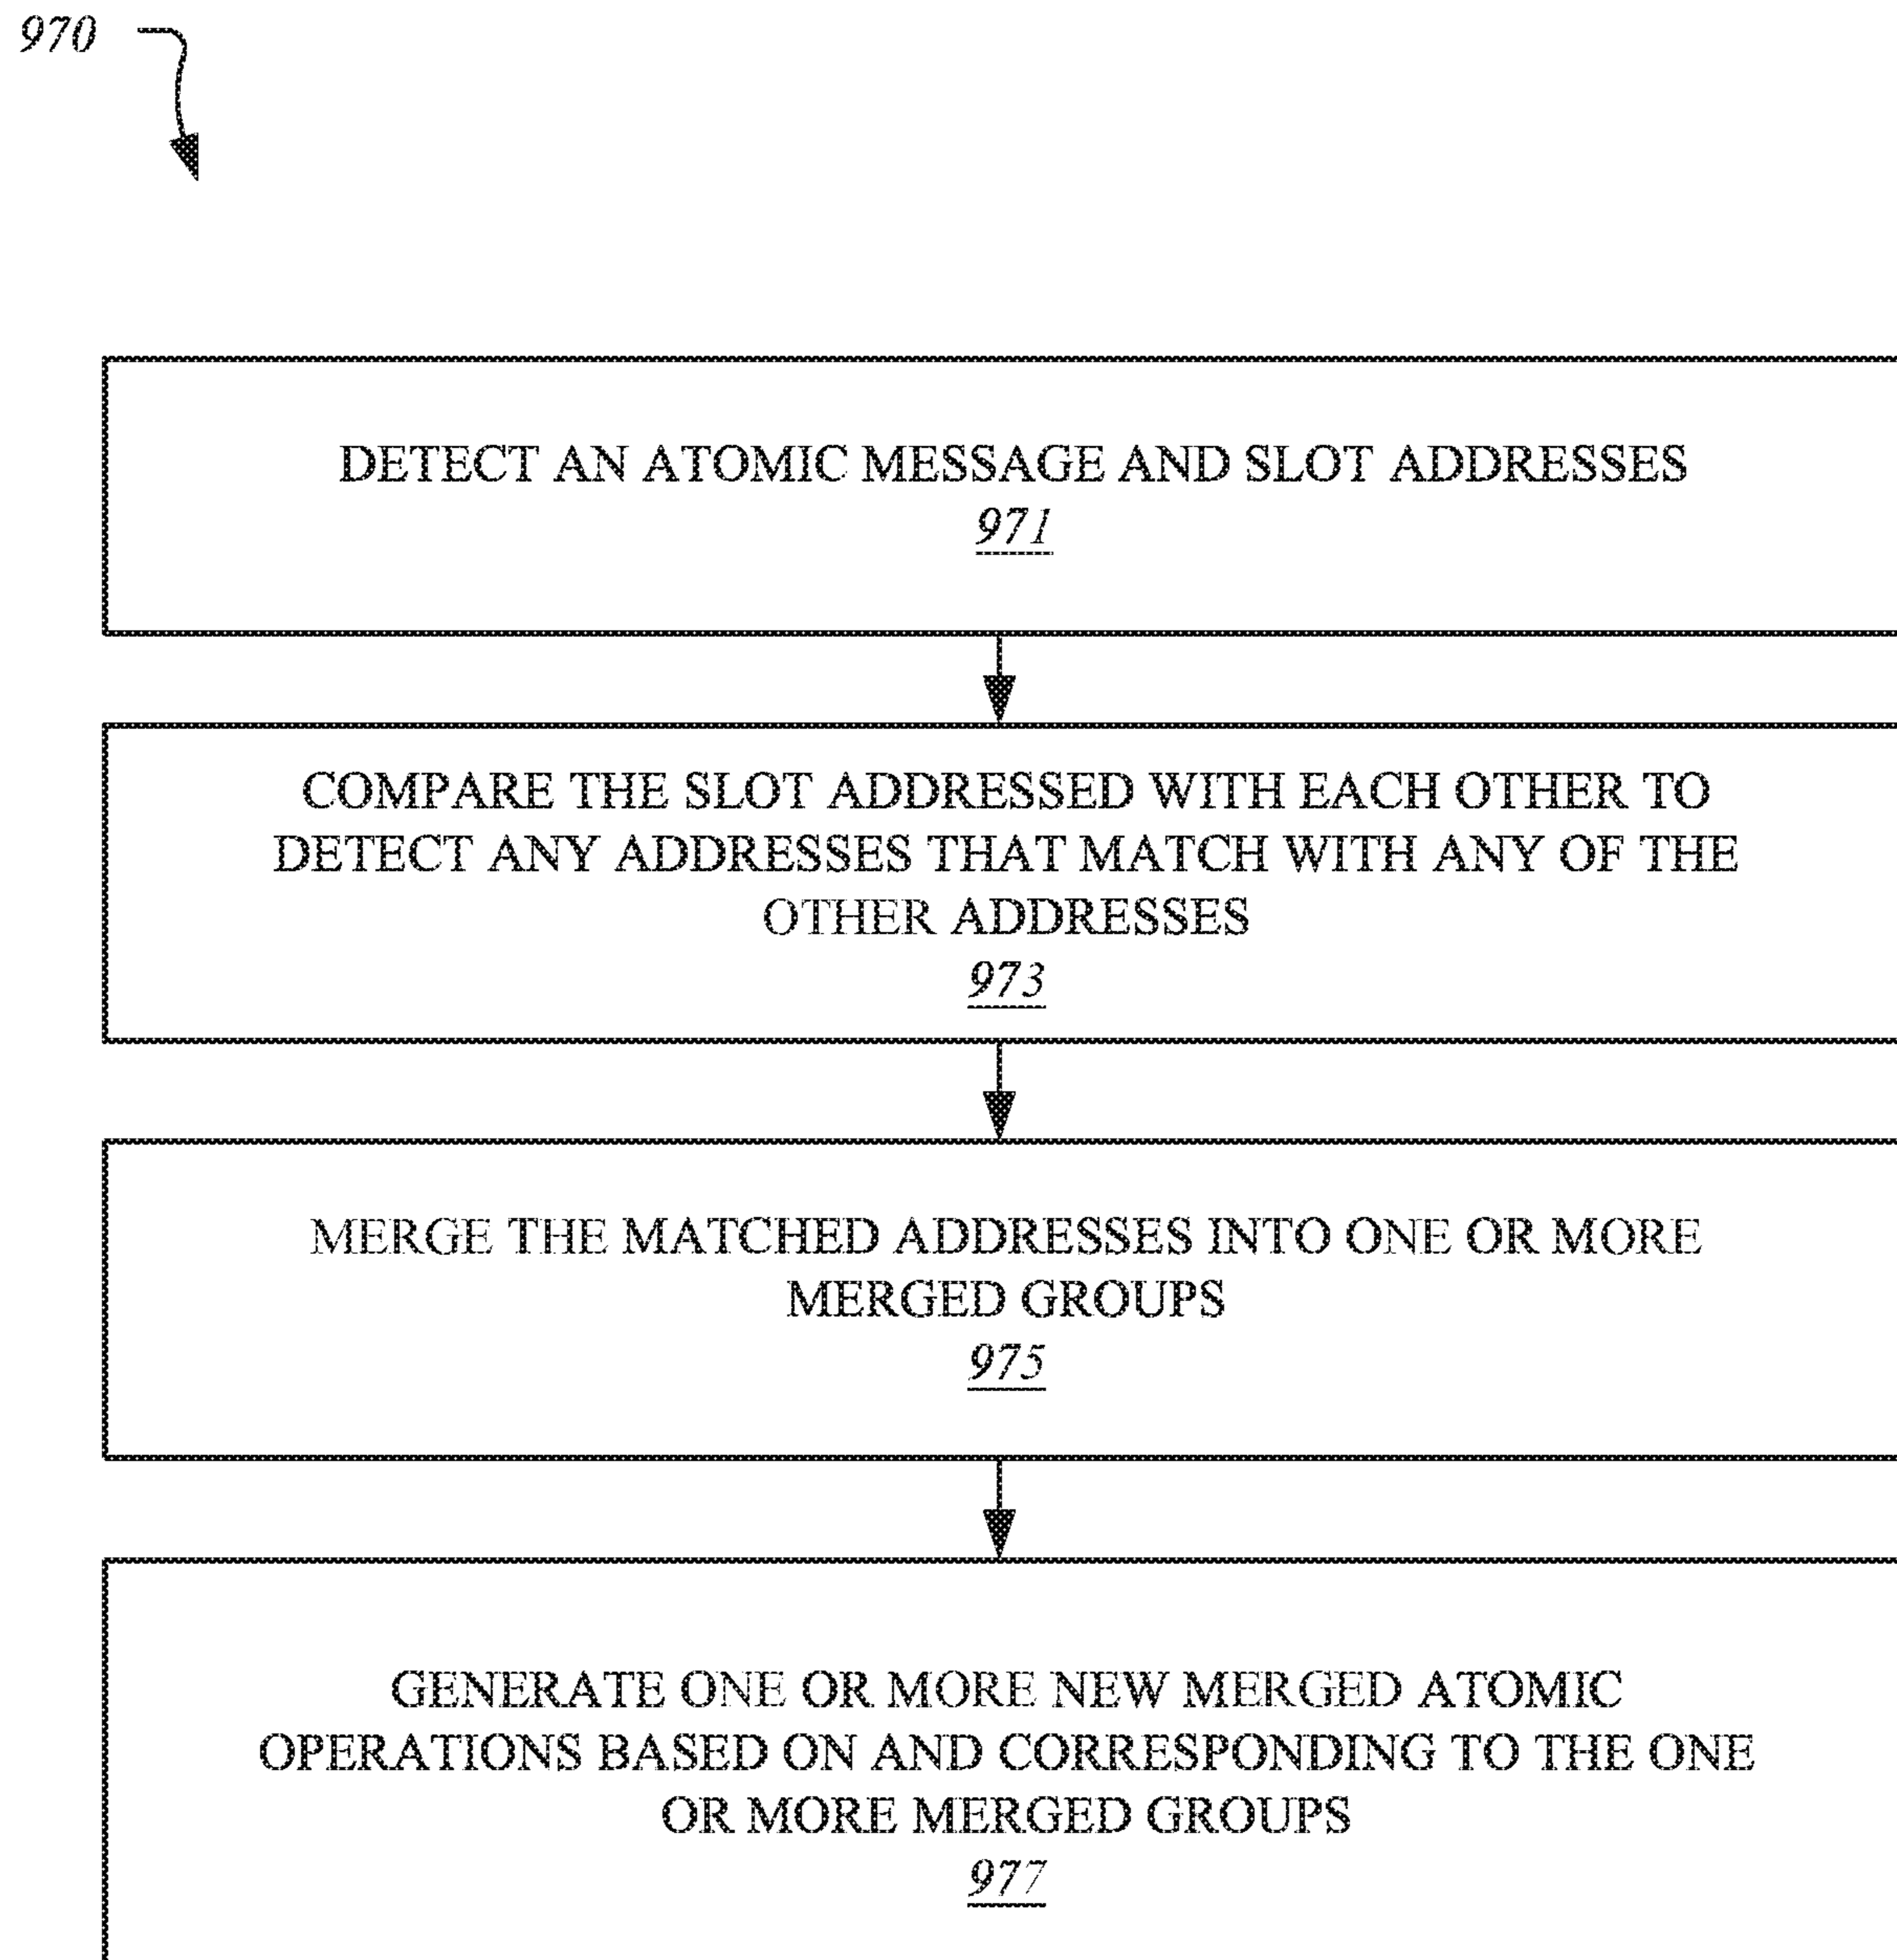 970
DETECT AN ATOMIC MESSAGE AND SLOT ADDRESSES
971
COMPARE THE SLOT ADDRESSED WITH EACH OTHER TO
DETECT ANY ADDRESSES THAT MATCH WITH ANY OF THE
OTHER ADDRESSES
973
MERGE THE MATCHED ADDRESSES INTO ONE OR MORE
MERGED GROUPS
975
GENERATE ONE OR MORE NEW MERGED ATOMIC
OPERATIONS BASED ON AND CORRESPONDING TO THE ONE
OR MORE MERGED GROUPS
977